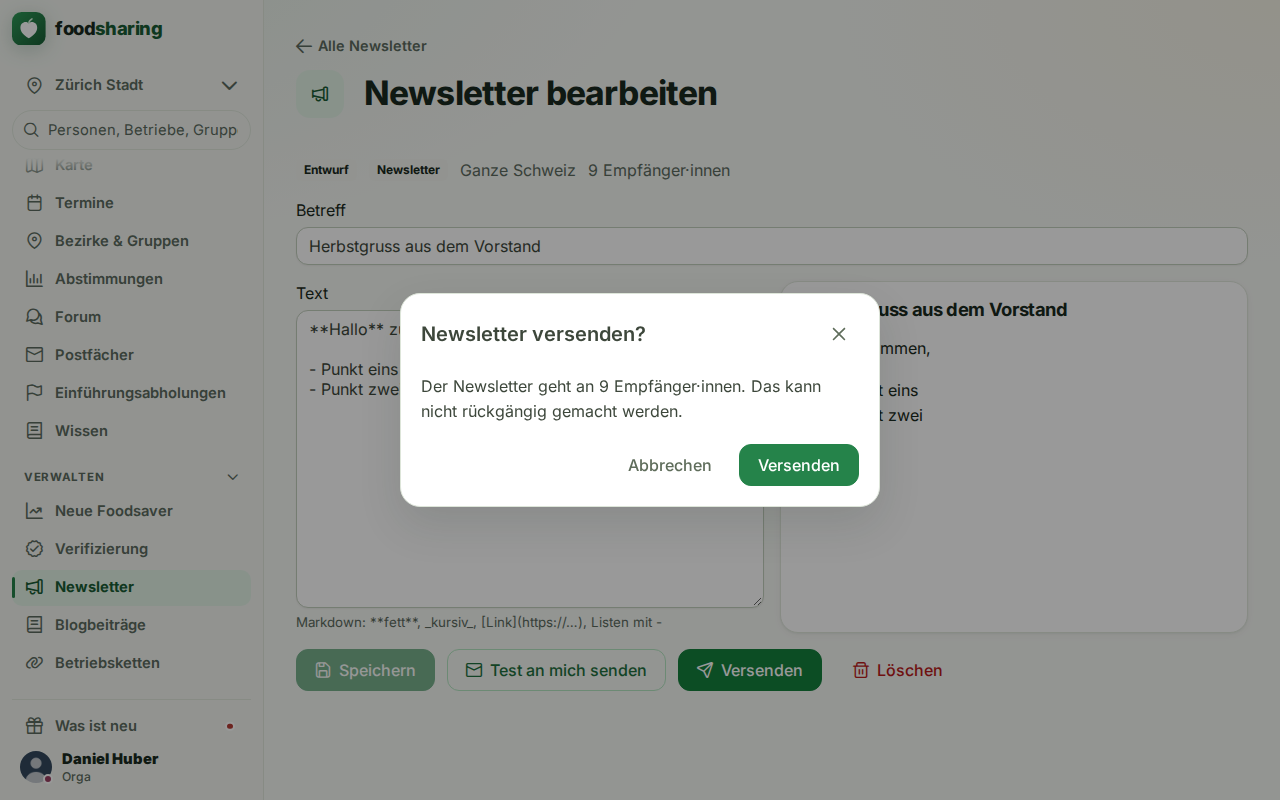 foodsharing
Zürich Stadt
Personen, Betriebe, Grupp
Karte
Termine
Bezirke & Gruppen
Abstimmungen
Forum
Postfächer
Einführungsabholungen
Wissen
VERWALTEN
Neue Foodsaver
Verifizierung
Newsletter
Blogbeiträge
Betriebsketten
Was ist neu
Daniel Huber
Orga
Alle Newsletter
Newsletter bearbeiten
Entwurf Newsletter Ganze Schweiz 9 Empfänger·innen
Betreff
Herbstgruss aus dem Vorstand
Text
**Hallo** zu
- Punkt eins
- Punkt zwe
uss aus dem Vorstand
mmen,
t eins
t zwei
Newsletter versenden?
Der Newsletter geht an 9 Empfänger·innen. Das kann
nicht rückgängig gemacht werden.
Abbrechen Versenden
Markdown: **fett**, _kursiv_, [Link](https://...), Listen mit -
Speichern Test an mich senden Versenden Löschen